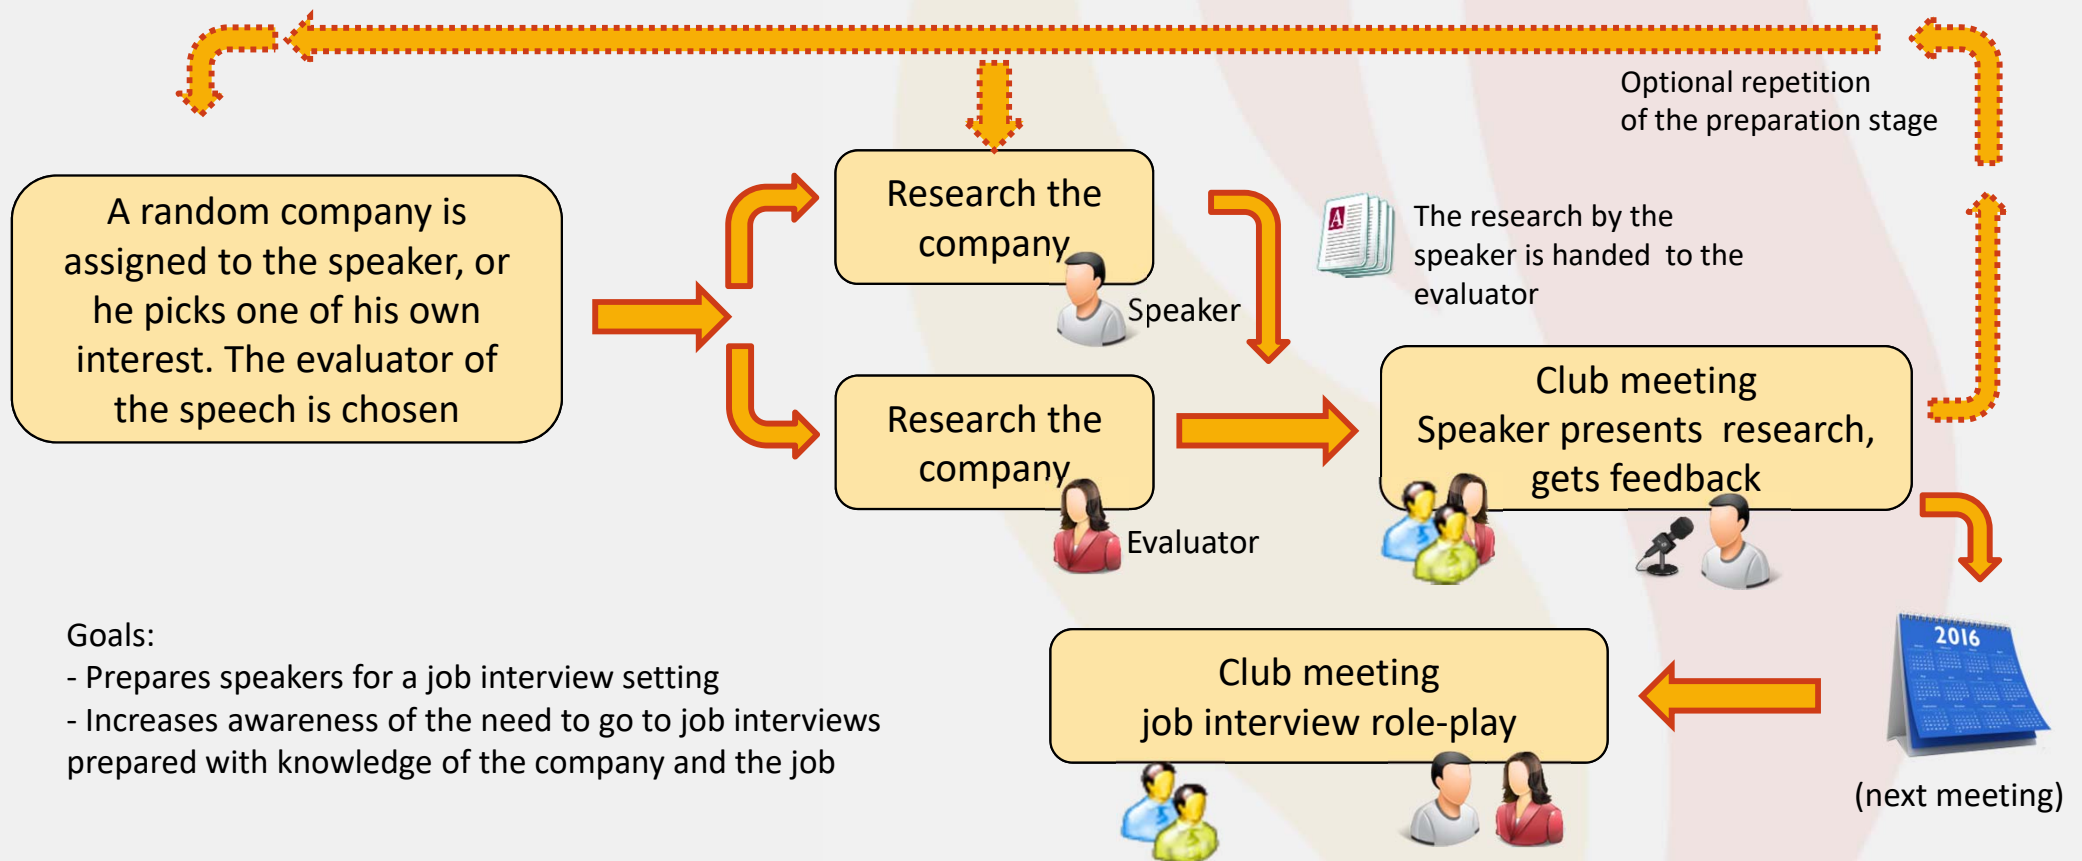 Optional repetition
of the preparation stage
A random company is
assigned to the speaker, or
he picks one of his own
interest. The evaluator of
the speech is chosen
Research the
company
Speaker
The research by the
speaker is handed  to the
evaluator
Research the
company
Evaluator
Club meeting
Speaker presents  research,
gets feedback
Goals:
- Prepares speakers for a job interview setting
- Increases awareness of the need to go to job interviews
prepared with knowledge of the company and the job
Club meeting
job interview role-play
2016
(next meeting)
A